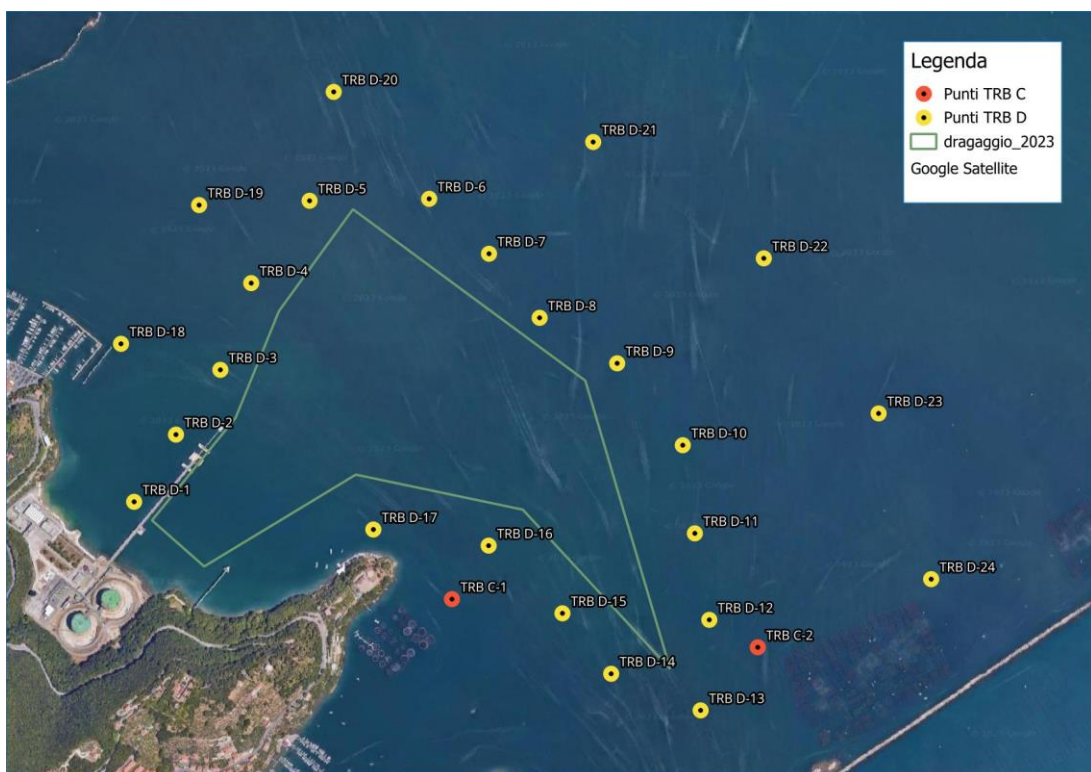 Legenda
Punti TRB C
Punti TRB D
dragaggio_2023
Google Satellite
TRB D-20
TRB D-21
TRB D-19
TRB D-5
TRB D-6
TRB D-7
TRB D-22
TRB D-4
TRB D-8
TRB D-18
TRB D-3
TRB D-9
TRB D-23
TRB D-2
TRB D-10
TRB D-1
TRB D-17
TRB D-16
TRB D-11
TRB D-24
TRB C-1
TRB D-15
TRB D-12
TRB C-2
TRB D-14
TRB D-13